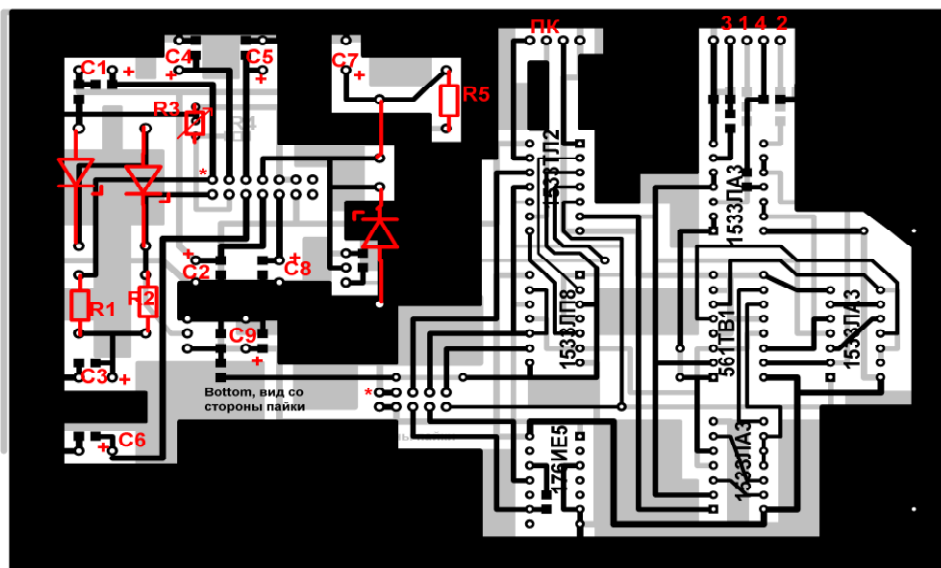 ПК
3 1 4 2
C4
C5
C7
C1
R5
R3
R4
1533ТЛ2
1533ЛА3
*
C2
C8
R1
R2
1533ЛП8
561ТВ1
1533ЛА3
C9
C3
Bottom, вид со
стороны пайки
*
C6
176ИЕ5
1533ЛА3